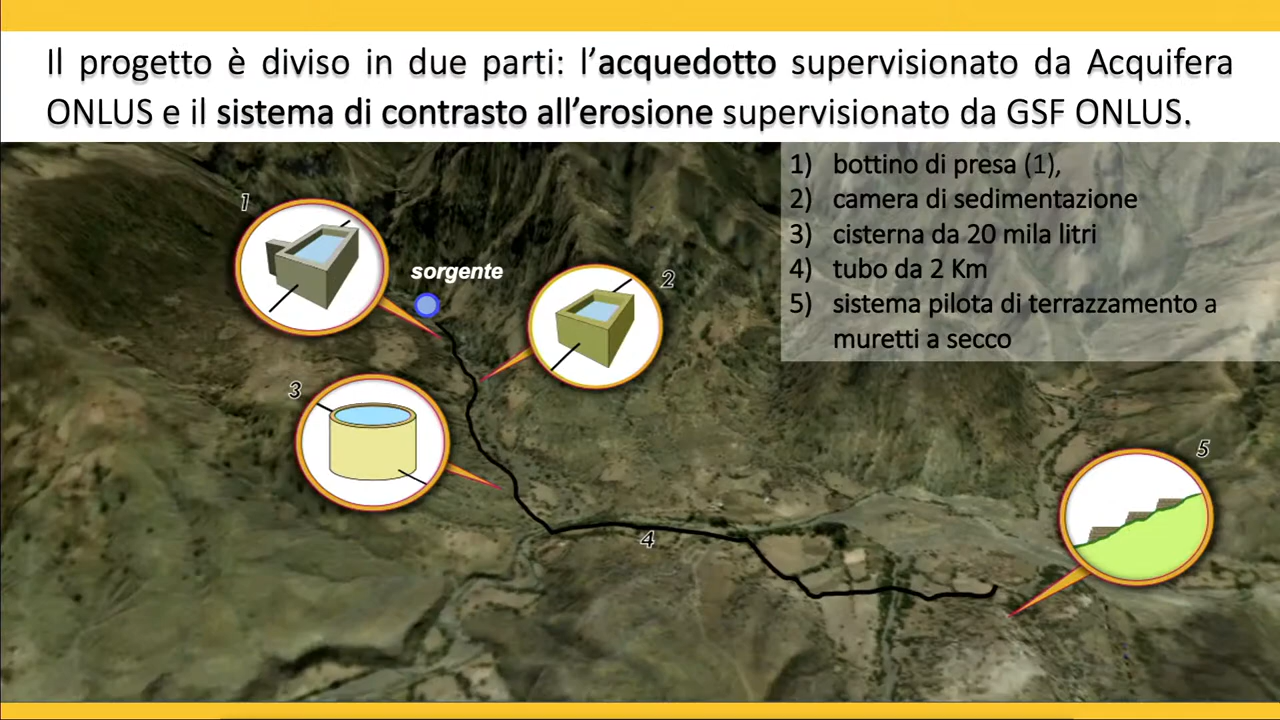 Il progetto è diviso in due parti: l’acquedotto supervisionato da Acquifera
ONLUS e il sistema di contrasto all’erosione supervisionato da GSF ONLUS.
1) bottino di presa (1),
2) camera di sedimentazione
3) cisterna da 20 mila litri
4) tubo da 2 Km
5) sistema pilota di terrazzamento a
muretti a secco
1
sorgente
2
3
5
4